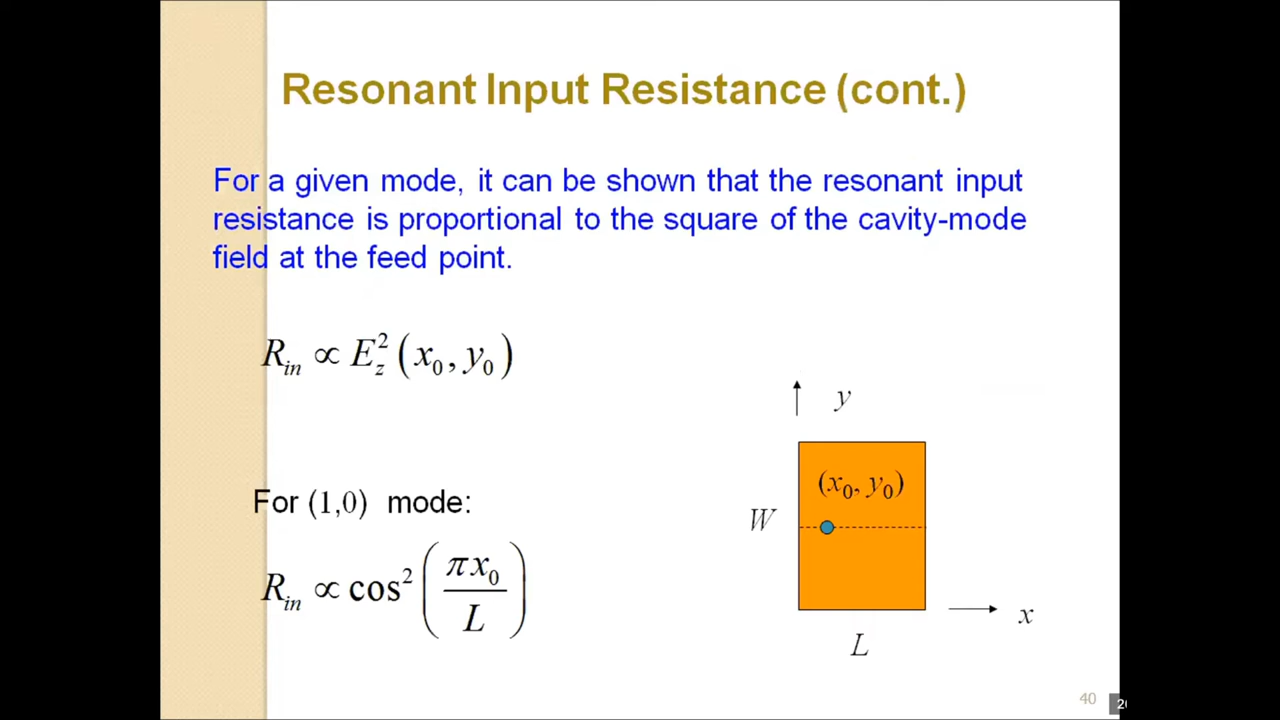 Resonant Input Resistance (cont.)
For a given mode, it can be shown that the resonant input
resistance is proportional to the square of the cavity-mode
field at the feed point.
R_in ∝ E_z^2 (x_0, y_0)
y
(x_0, y_0)
W
For (1,0) mode:
R_in ∝ cos^2 (πx_0 / L)
x
L
40